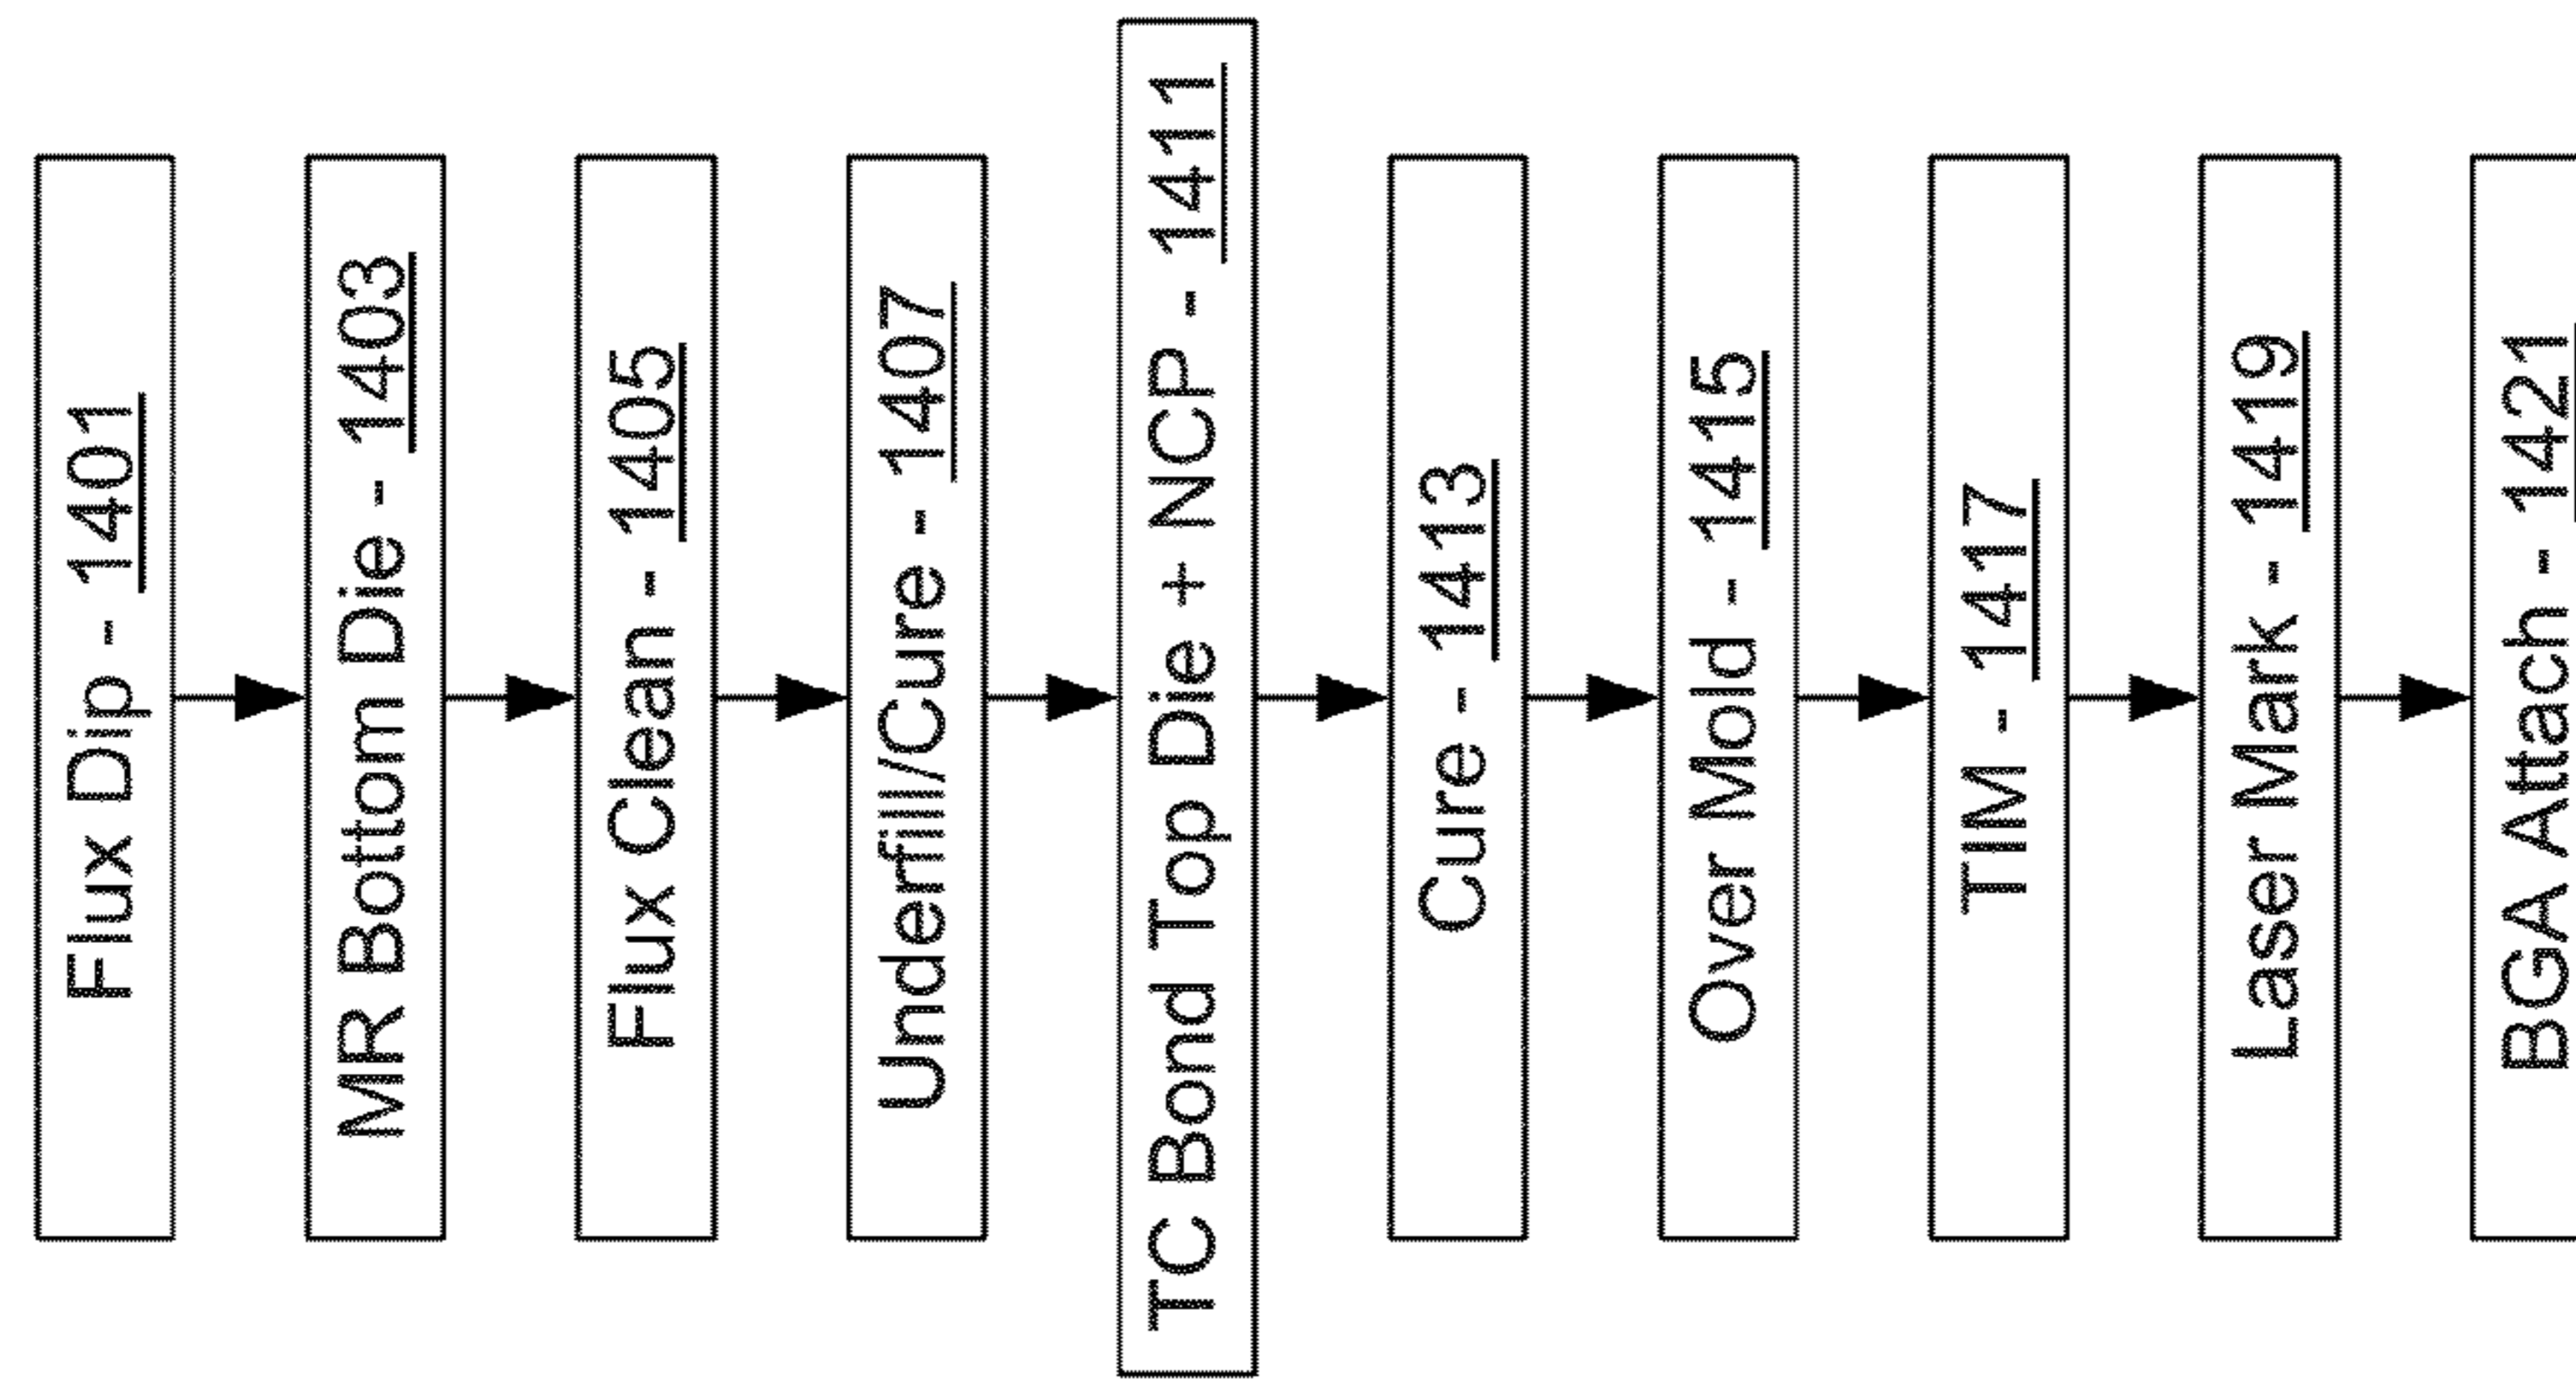 Flux Dip - 1401
MR Bottom Die - 1403
Flux Clean - 1405
Underfill/Cure - 1407
TC Bond Top Die + NCP - 1411
Cure - 1413
Over Mold - 1415
TIM - 1417
Laser Mark - 1419
BGA Attach - 1421